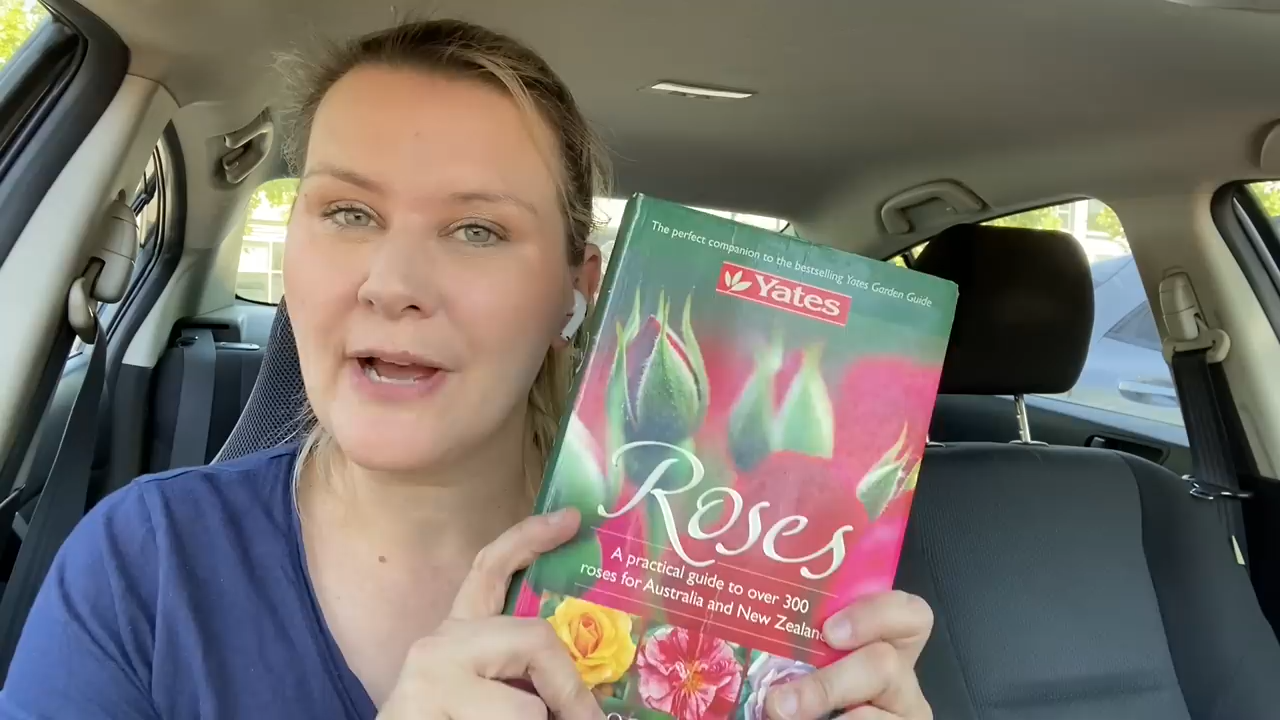 The perfect companion to the bestselling Yates Garden Guide
Yates
Roses
A practical guide to over 300
roses for Australia and New Zealand